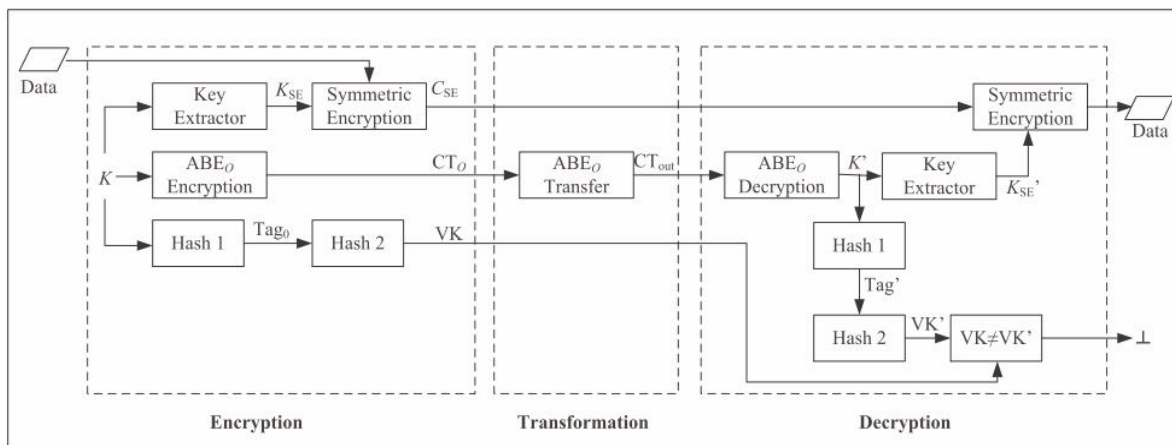 Data
Key
Extractor
K_SE
Symmetric
Encryption
C_SE
Symmetric
Encryption
Data
K
ABE_O
Encryption
CT_O
ABE_O
Transfer
CT_out
ABE_O
Decryption
K'
Key
Extractor
K_SE'
Hash 1
Tag_0
Hash 2
VK
Hash 1
Tag'
Hash 2
VK'
VK≠VK'
⊥
Encryption
Transformation
Decryption